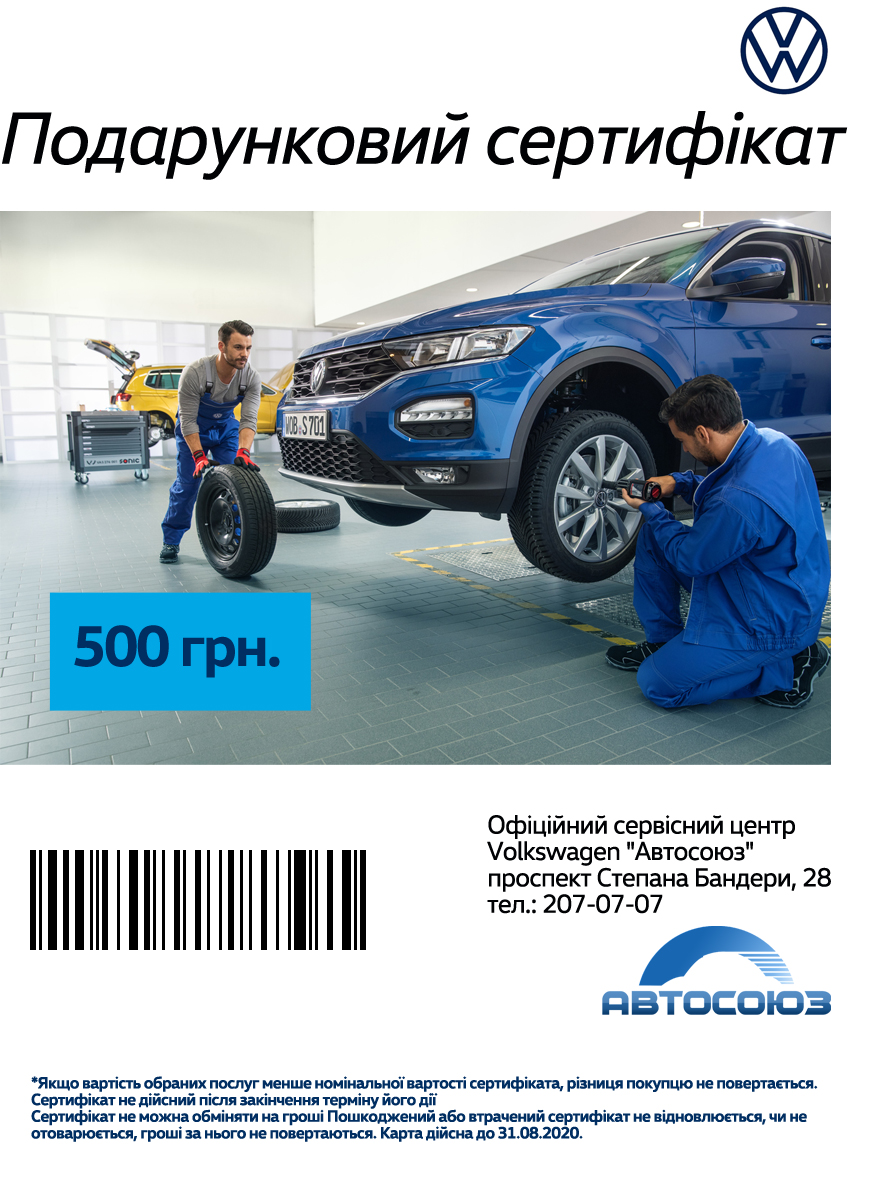 Подарунковий сертифікат
WOB S 701
SONIC
500 грн.
Офіційний сервісний центр
Volkswagen "Автосоюз"
проспект Степана Бандери, 28
тел.: 207-07-07
АВТОСОЮЗ
*Якщо вартість обраних послуг менше номінальної вартості сертифіката, різниця покупцю не повертається.
Сертифікат не дійсний після закінчення терміну його дії
Сертифікат не можна обміняти на гроші Пошкоджений або втрачений сертифікат не відновлюється, чи не
отоварюється, гроші за нього не повертаються. Карта дійсна до 31.08.2020.